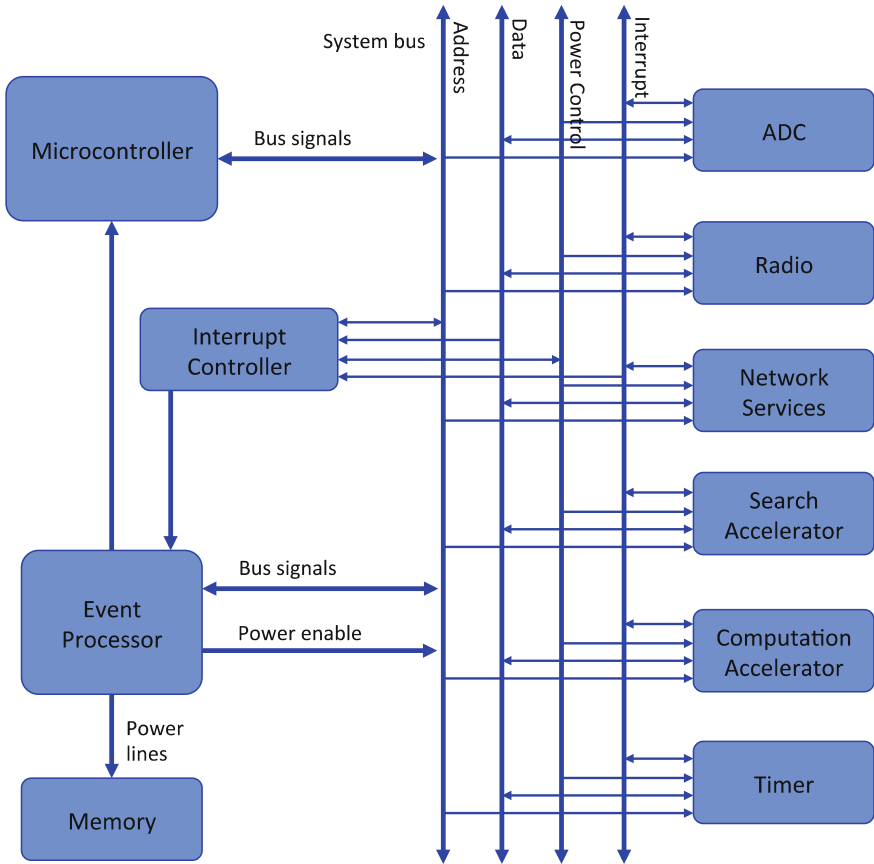 System bus
Address
Data
Power Control
Interrupt
Microcontroller
Bus signals
ADC
Radio
Interrupt
Controller
Network
Services
Search
Accelerator
Event
Processor
Bus signals
Power enable
Computation
Accelerator
Power
lines
Timer
Memory